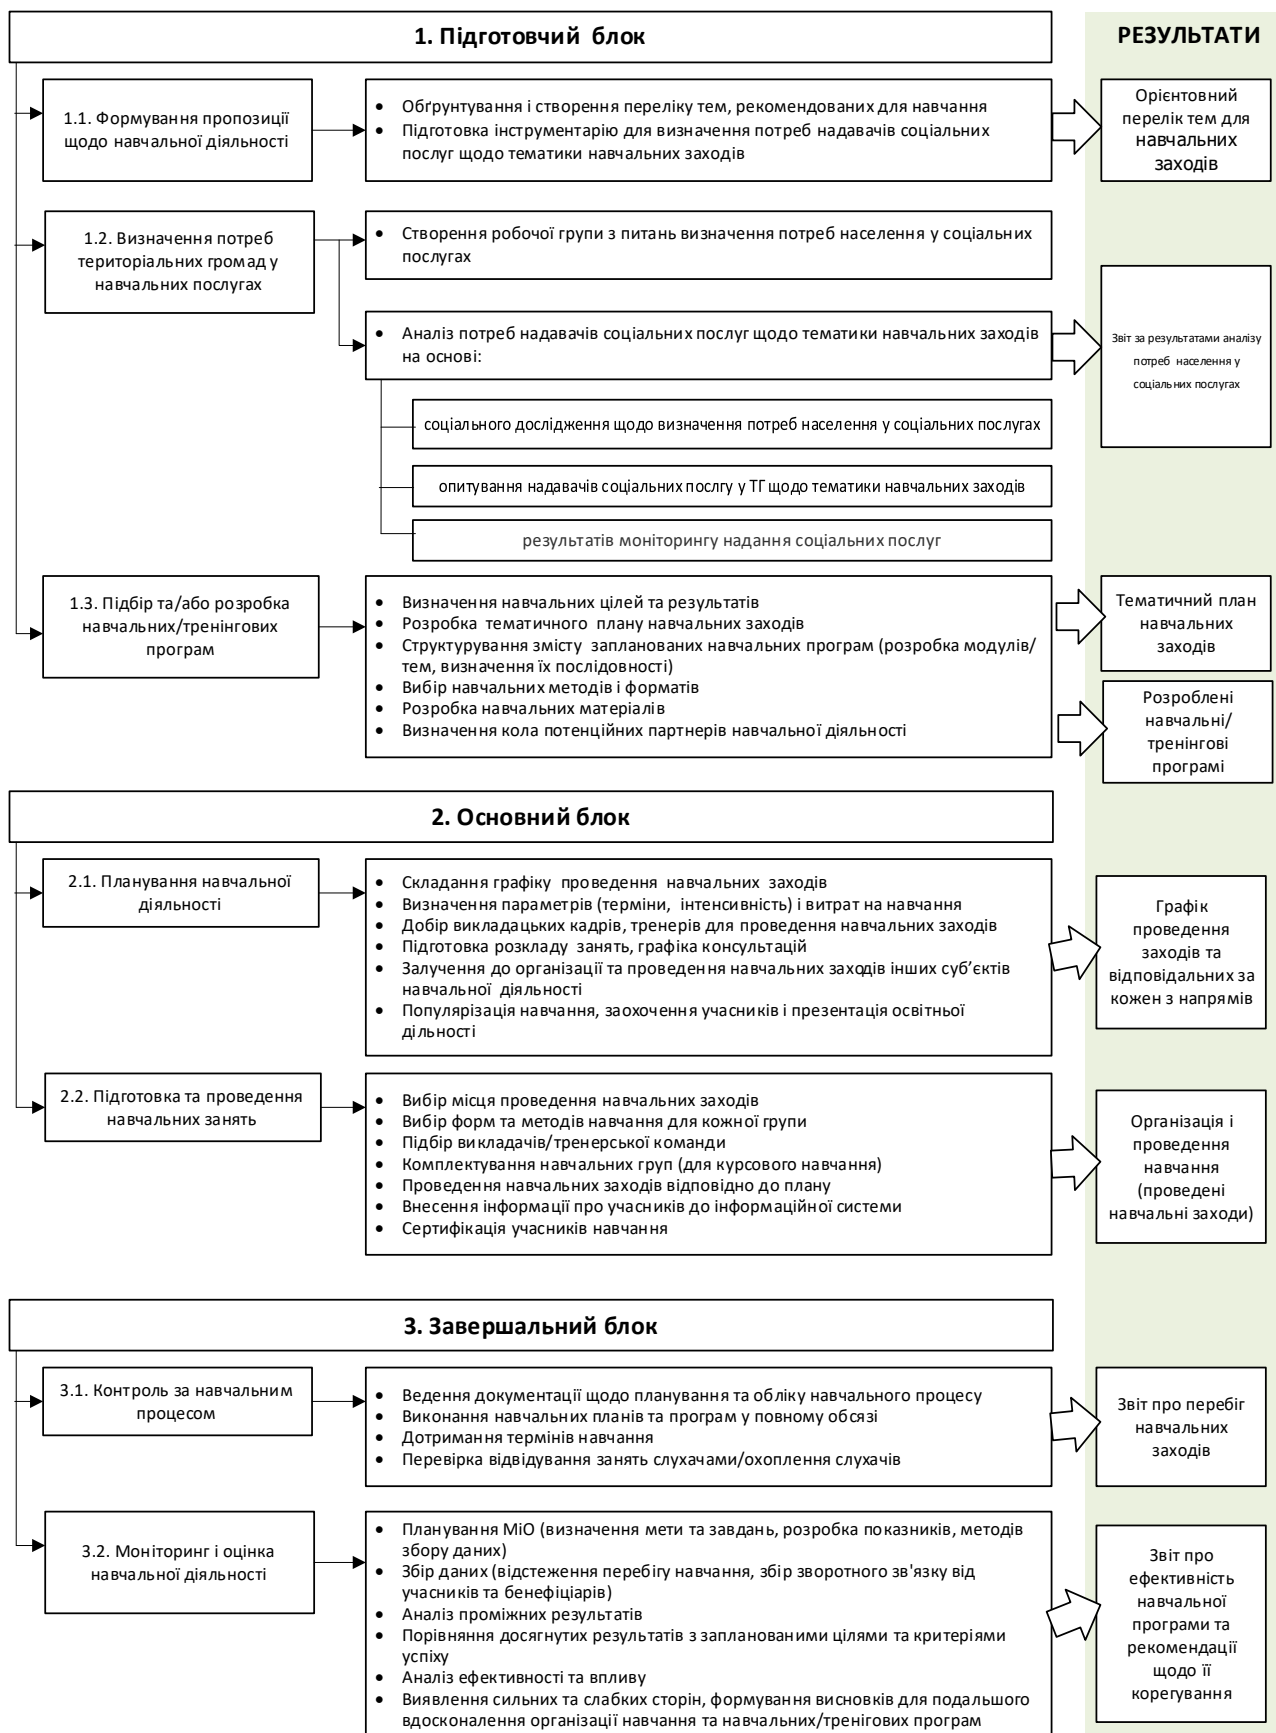 1. Підготовчий блок
РЕЗУЛЬТАТИ
1.1. Формування пропозиції
щодо навчальної діяльності
• Обґрунтування і створення переліку тем, рекомендованих для навчання
• Підготовка інструментарію для визначення потреб надавачів соціальних
послуг щодо тематики навчальних заходів
Орієнтовний
перелік тем для
навчальних
заходів
1.2. Визначення потреб
територіальних громад у
навчальних послугах
• Створення робочої групи з питань визначення потреб населення у соціальних
послугах
• Аналіз потреб надавачів соціальних послуг щодо тематики навчальних заходів
на основі:
соціального дослідження щодо визначення потреб населення у соціальних послугах
опитування надавачів соціальних послгу у ТГ щодо тематики навчальних заходів
результатів моніторингу надання соціальних послуг
Звіт за результатами аналізу
потреб населення у
соціальних послугах
1.3. Підбір та/або розробка
навчальних/тренінгових
програм
• Визначення навчальних цілей та результатів
• Розробка тематичного плану навчальних заходів
• Структурування змісту запланованих навчальних програм (розробка модулів/
тем, визначення їх послідовності)
• Вибір навчальних методів і форматів
• Розробка навчальних матеріалів
• Визначення кола потенційних партнерів навчальної діяльності
Тематичний план
навчальних
заходів
Розроблені
навчальні/
тренінгові
програмі
2. Основний блок
2.1. Планування навчальної
діяльності
• Складання графіку проведення навчальних заходів
• Визначення параметрів (терміни, інтенсивність) і витрат на навчання
• Добір викладацьких кадрів, тренерів для проведення навчальних заходів
• Підготовка розкладу занять, графіка консультацій
• Залучення до організації та проведення навчальних заходів інших суб’єктів
навчальної діяльності
• Популярізація навчання, заохочення учасників і презентація освітньої
дільності
Графік
проведення
заходів та
відповідальних за
кожен з напрямів
2.2. Підготовка та проведення
навчальних занять
• Вибір місця проведення навчальних заходів
• Вибір форм та методів навчання для кожної групи
• Підбір викладачів/тренерської команди
• Комплектування навчальних груп (для курсового навчання)
• Проведення навчальних заходів відповідно до плану
• Внесення інформації про учасників до інформаційної системи
• Сертифікація учасників навчання
Організація і
проведення
навчання
(проведені
навчальні заходи)
3. Завершальний блок
3.1. Контроль за навчальним
процесом
• Ведення документації щодо планування та обліку навчального процесу
• Виконання навчальних планів та програм у повному обсязі
• Дотримання термінів навчання
• Перевірка відвідування занять слухачами/охоплення слухачів
Звіт про перебіг
навчальних
заходів
3.2. Моніторинг і оцінка
навчальної діяльності
• Планування МіО (визначення мети та завдань, розробка показників, методів
збору даних)
• Збір даних (відстеження перебігу навчання, збір зворотного зв'язку від
учасників та бенефіціарів)
• Аналіз проміжних результатів
• Порівняння досягнутих результатів з запланованими цілями та критеріями
успіху
• Аналіз ефективності та впливу
• Виявлення сильних та слабких сторін, формування висновків для подальшого
вдосконалення організації навчання та навчальних/тренігових програм
Звіт про
ефективність
навчальної
програми та
рекомендації
щодо її
корегування